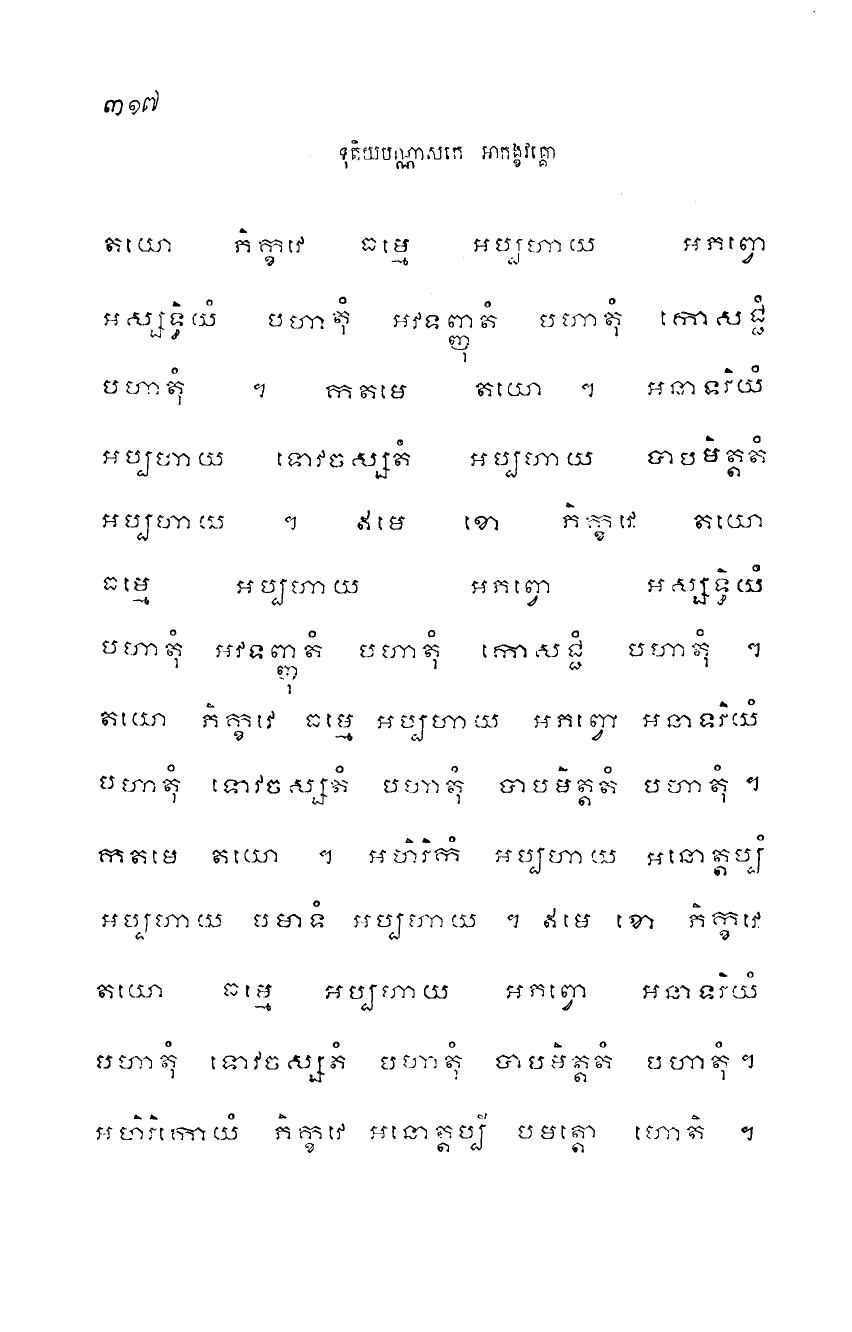 ៣១៧
ទុតិយបណ្ណាសកេ អាកង្ខវគ្គោ
តយោ ភិក្ខវេ ធម្មេ អប្បហាយ អភព្វោ
អស្សទ្ធិយំ បហាតុំ អវទញ្ញុតំ បហាតុំ កោសជ្ជំ
បហាតុំ ។ កតមេ តយោ ។ អនាទរិយំ
អប្បហាយ ទោវចស្សតំ អប្បហាយ បាបមិត្តតំ
អប្បហាយ ។ ឥមេ ខោ ភិក្ខវេ តយោ
ធម្មេ អប្បហាយ អភព្វោ អស្សទ្ធិយំ
បហាតុំ អវទញ្ញុតំ បហាតុំ កោសជ្ជំ បហាតុំ ។
តយោ ភិក្ខវេ ធម្មេ អប្បហាយ អភព្វោ អនាទរិយំ
បហាតុំ ទោវចស្សតំ បហាតុំ បាបមិត្តតំ បហាតុំ ។
កតមេ តយោ ។ អហិរិកំ អប្បហាយ អនោត្តប្បំ
អប្បហាយ បមាទំ អប្បហាយ ។ ឥមេ ខោ ភិក្ខវេ
តយោ ធម្មេ អប្បហាយ អភព្វោ អនាទរិយំ
បហាតុំ ទោវចស្សតំ បហាតុំ បាបមិត្តតំ បហាតុំ ។
អហិរិកោយំ ភិក្ខវេ អនោត្តប្បី បមត្តោ ហោតិ ។